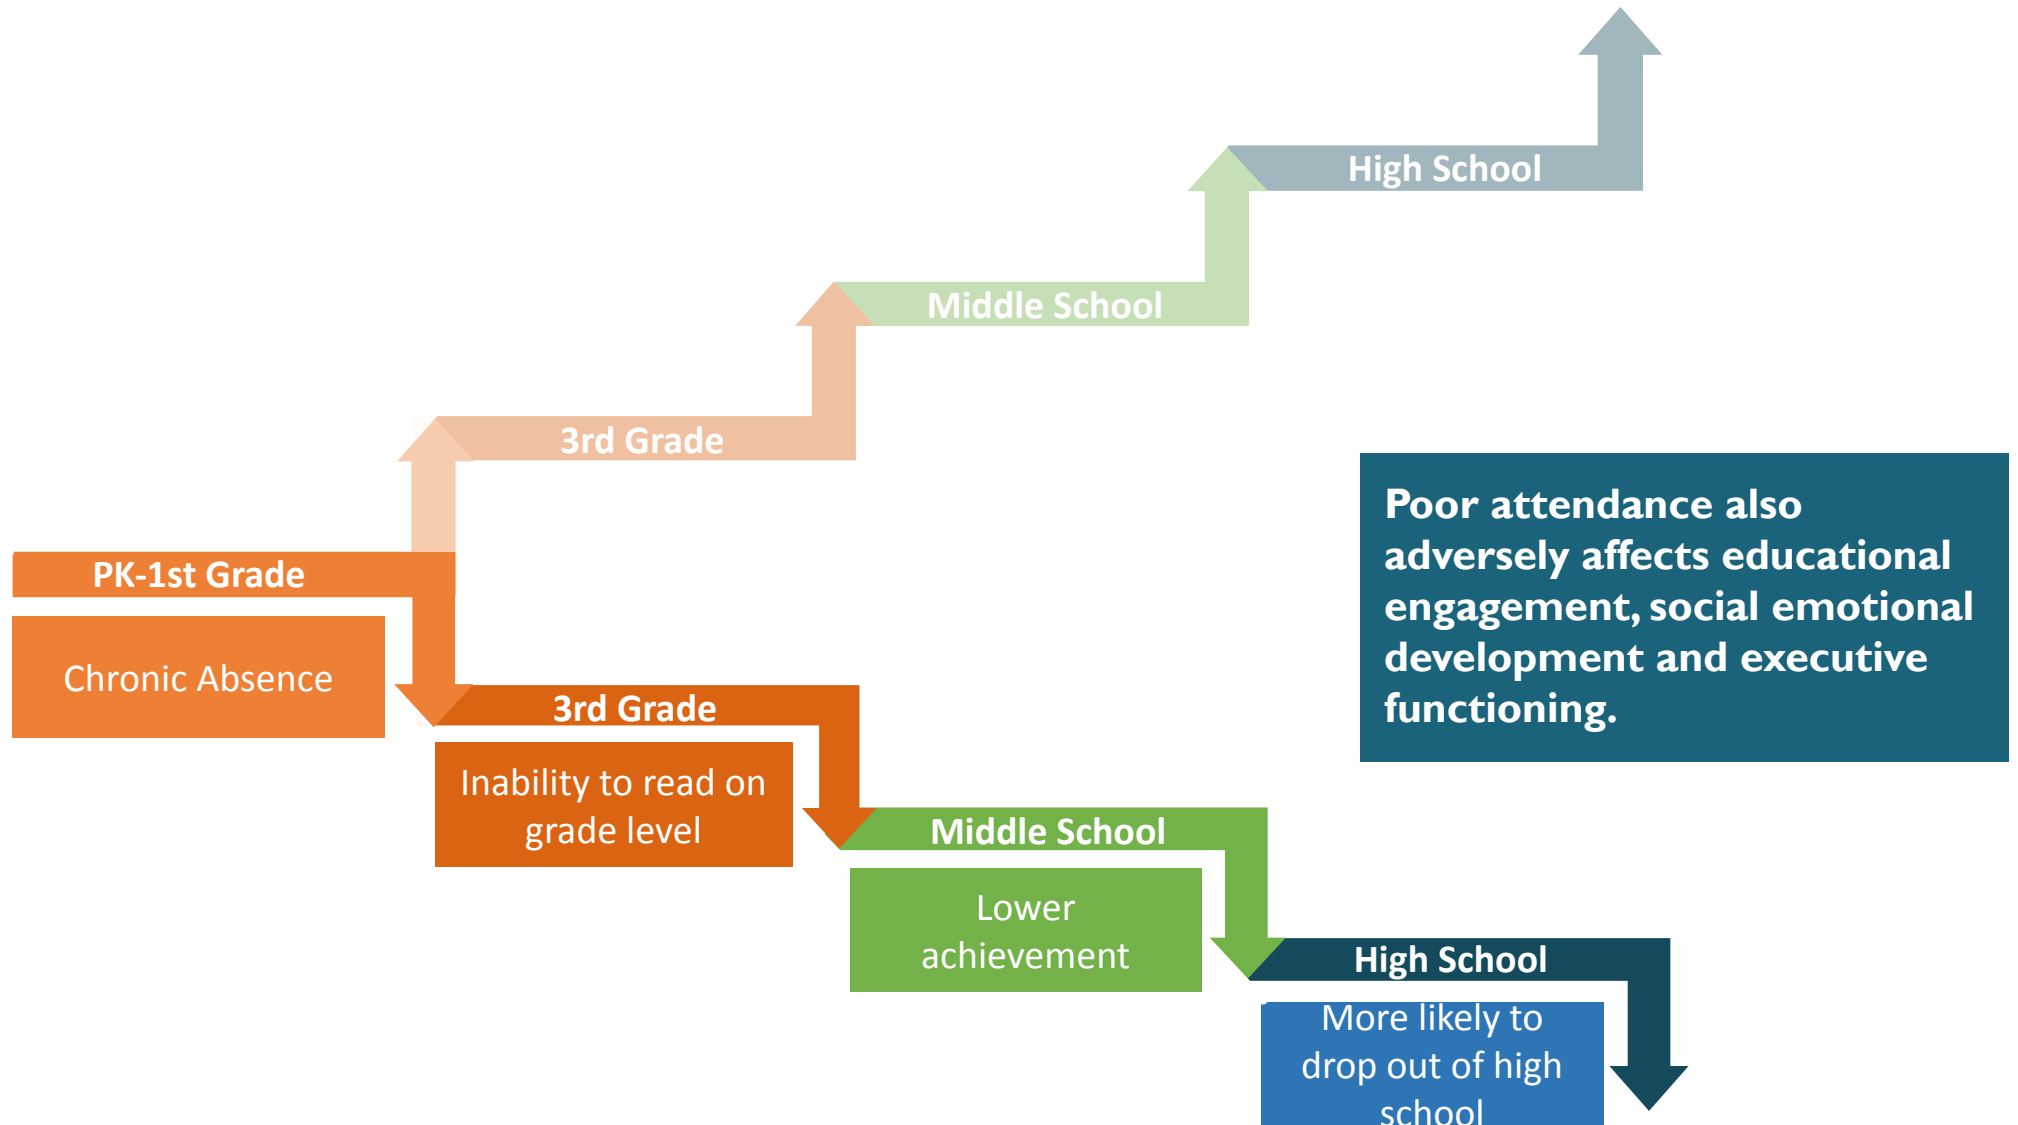 High School
Middle School
3rd Grade
PK-1st Grade
Chronic Absence
3rd Grade
Inability to read on
grade level
Middle School
Lower
achievement
High School
More likely to
drop out of high
school
Poor attendance also
adversely affects educational
engagement, social emotional
development and executive
functioning.